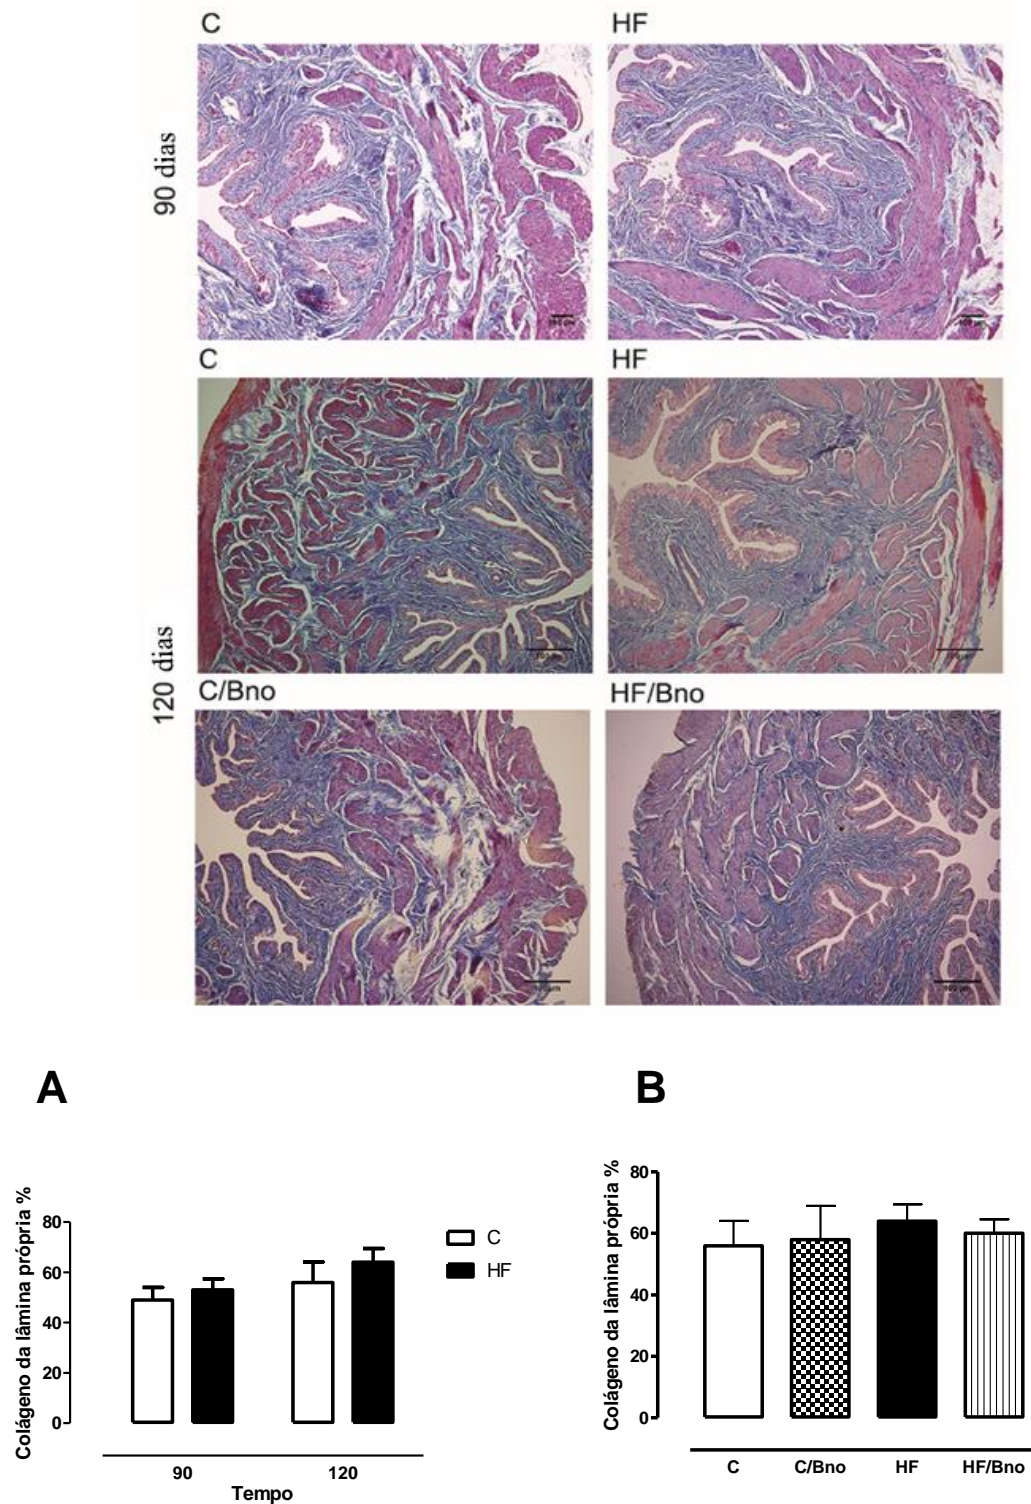 C
HF
90 dias
C
HF
120 dias
C/Bno
HF/Bno
A
B
Colágeno da lâmina própria %
80
60
40
20
0
C
HF
90
120
Tempo
Colágeno da lâmina própria %
80
60
40
20
0
C
C/Bno
HF
HF/Bno